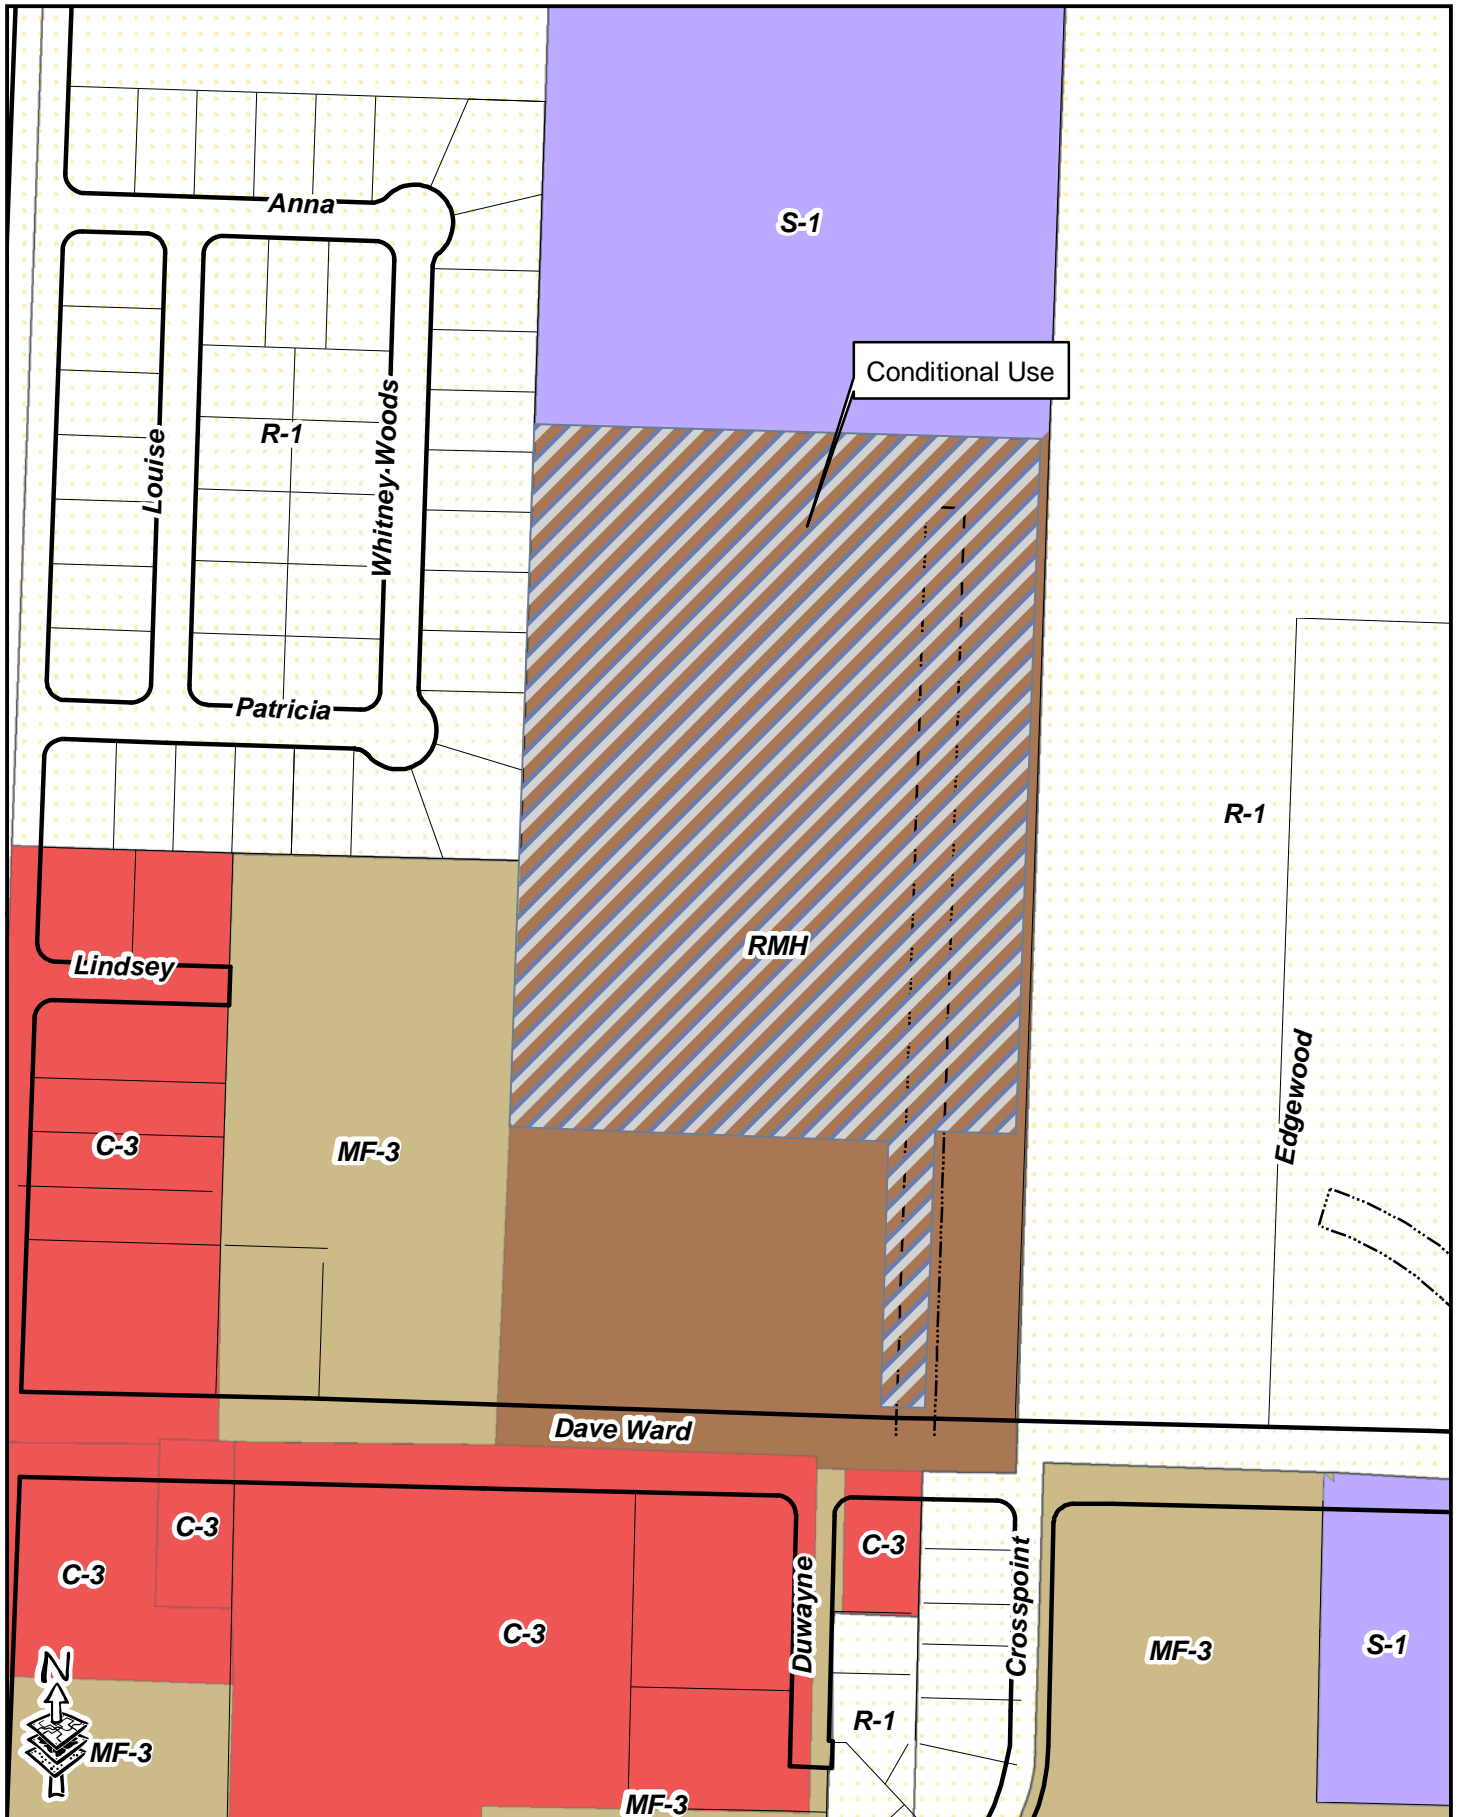 Anna
S-1
Conditional Use
Louise
R-1
Whitney-Woods
Patricia
R-1
RMH
Lindsey
Edgewood
C-3
MF-3
Dave Ward
C-3
C-3
C-3
C-3
Duwayne
Crosspoint
MF-3
S-1
R-1
N
MF-3
MF-3